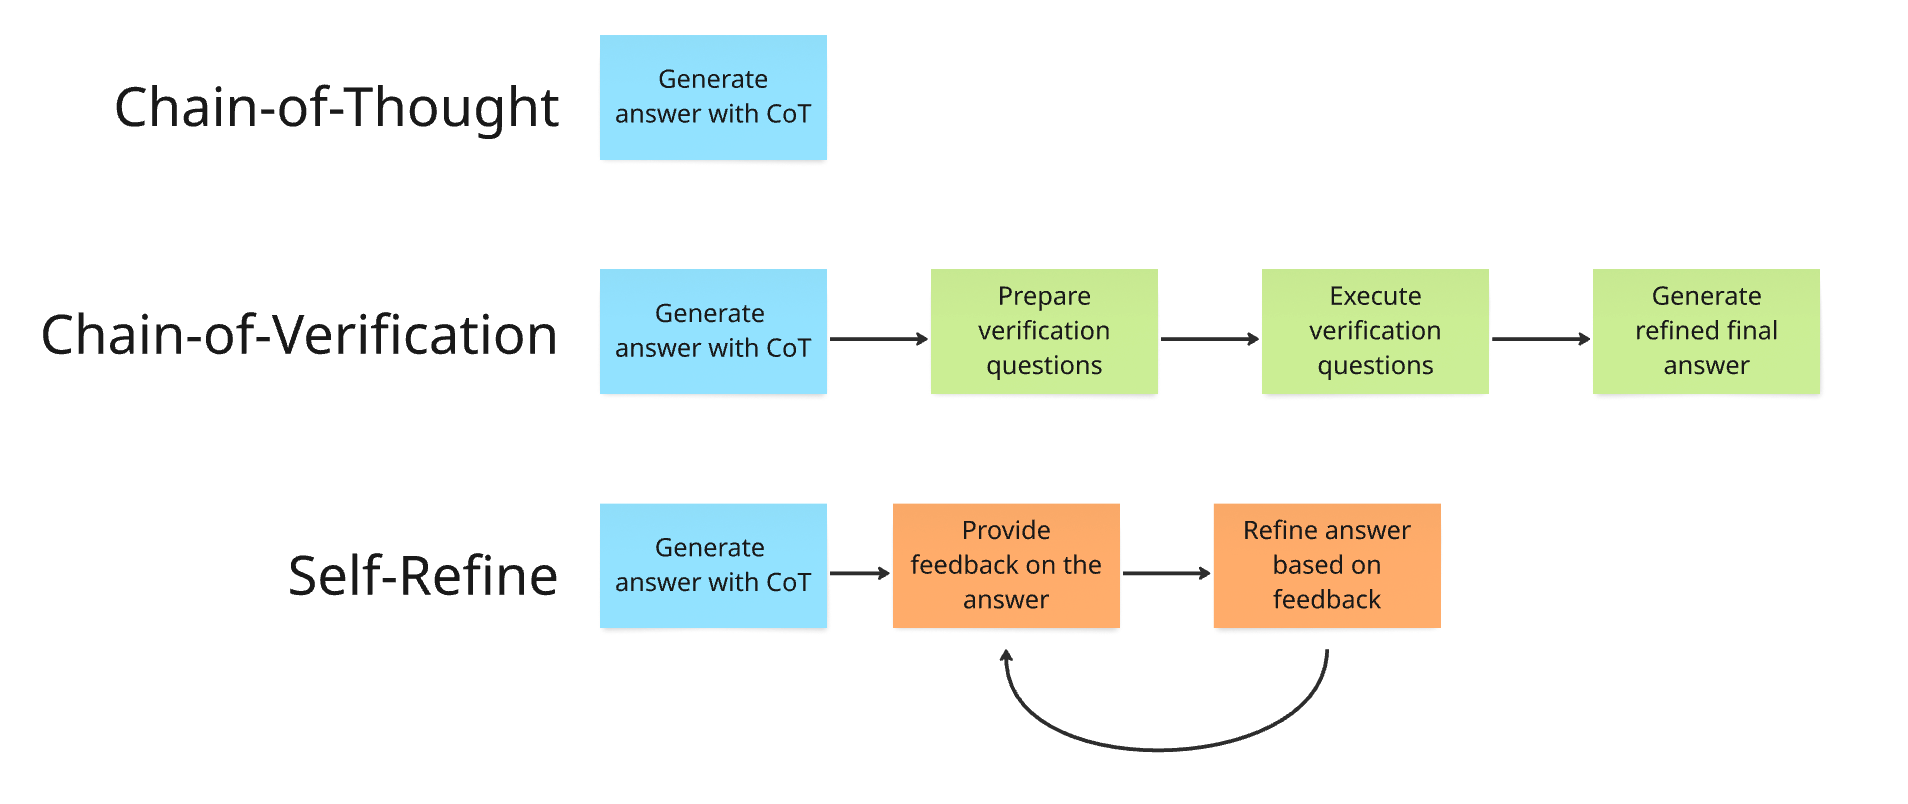 Chain-of-Thought
Generate
answer with CoT
Chain-of-Verification
Generate
answer with CoT
Prepare
verification
questions
Execute
verification
questions
Generate
refined final
answer
Self-Refine
Generate
answer with CoT
Provide
feedback on the
answer
Refine answer
based on
feedback